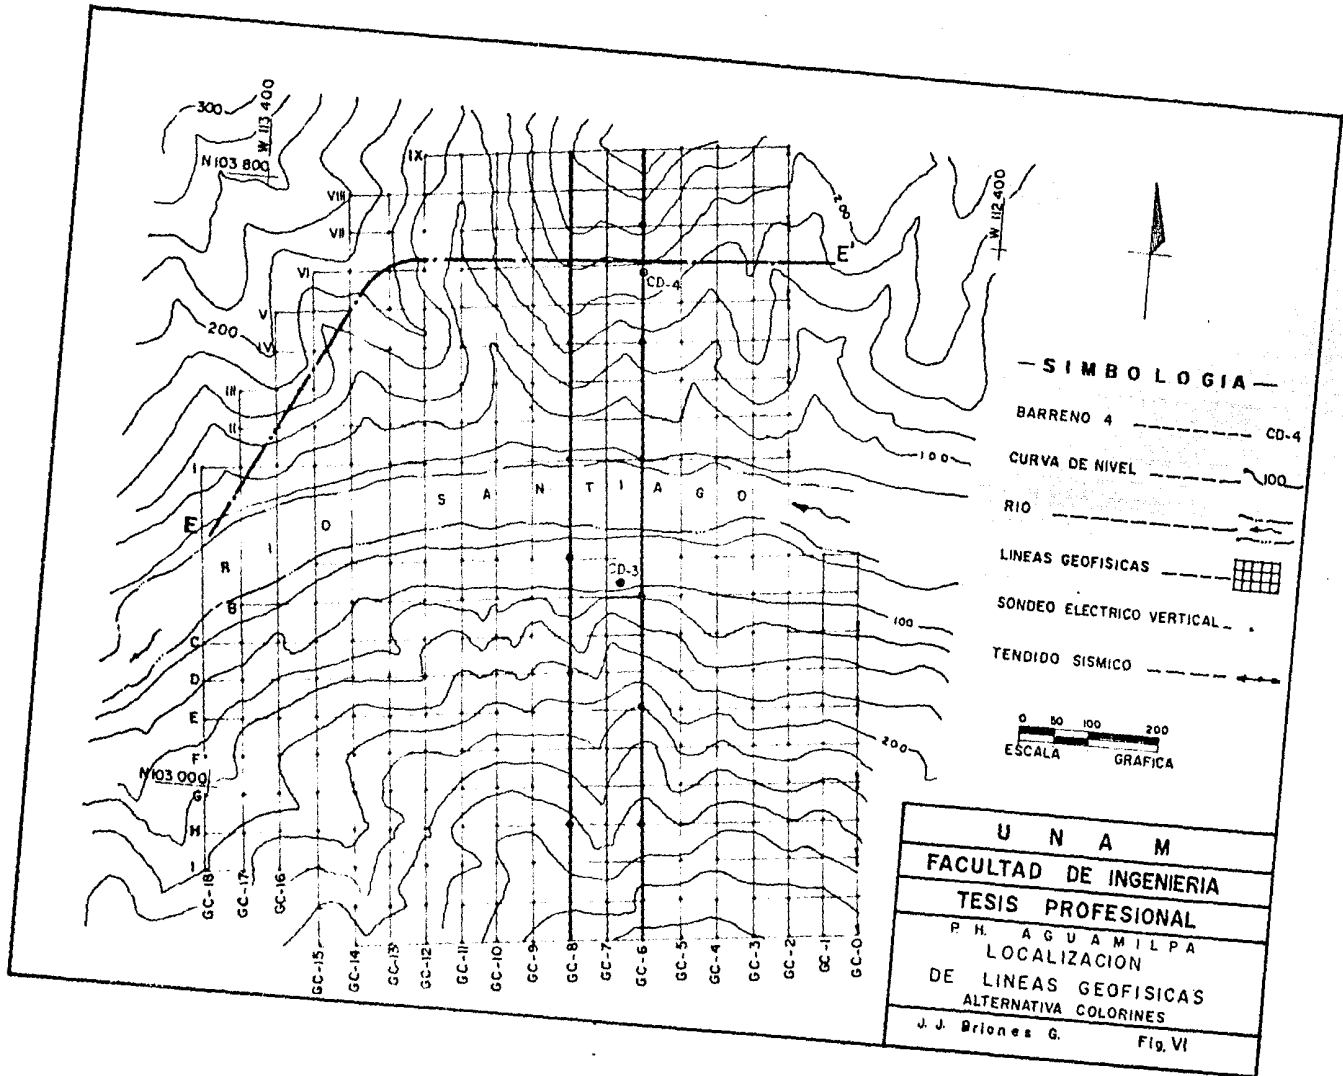 300
W 113 400
N 103 800
IX
VIII
VII
VI
V
IV
III
II
I
200
200
W 112 400
E'
CD-4
100
E
RIO SANTIAGO
CD-3
B
C
D
E
F
G
H
I
N 103 000
100
200
GC-18
GC-17
GC-16
GC-15
GC-14
GC-13
GC-12
GC-11
GC-10
GC-9
GC-8
GC-7
GC-6
GC-5
GC-4
GC-3
GC-2
GC-1
GC-0
—SIMBOLOGIA—
BARRENO 4 CD-4
CURVA DE NIVEL 100
RIO
LINEAS GEOFISICAS
SONDEO ELECTRICO VERTICAL
TENDIDO SISMICO
0 50 100 200
ESCALA GRAFICA
UNAM
FACULTAD DE INGENIERIA
TESIS PROFESIONAL
P. H. AGUAMILPA
LOCALIZACION
DE LINEAS GEOFISICAS
ALTERNATIVA COLORINES
J. J. Briones G. Fig. VI